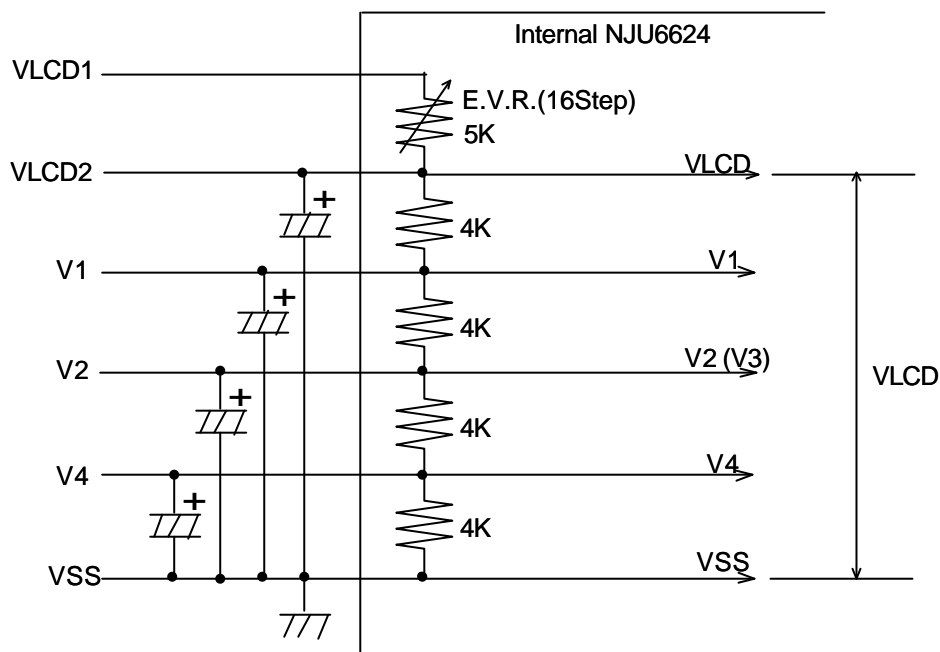 Internal NJU6624
VLCD1
E.V.R.(16Step)
5K
VLCD2
VLCD
+
4K
V1
V1
+
4K
V2
V2 (V3)
VLCD
+
4K
V4
V4
+
4K
VSS
VSS